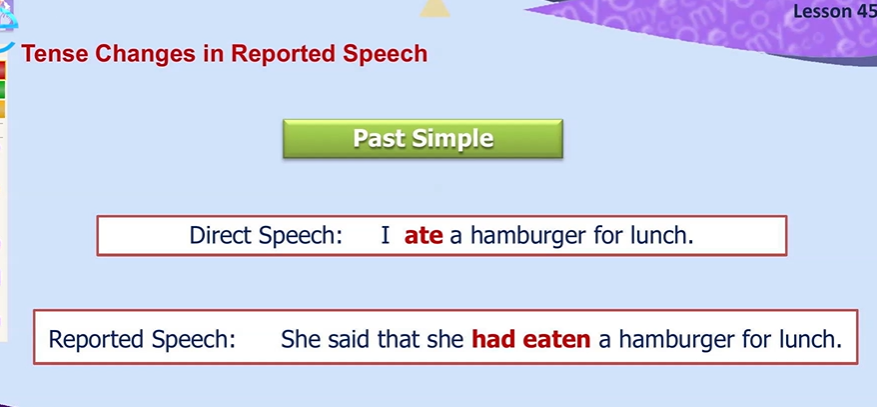 Lesson 45
Tense Changes in Reported Speech
Past Simple
Direct Speech: I ate a hamburger for lunch.
Reported Speech: She said that she had eaten a hamburger for lunch.